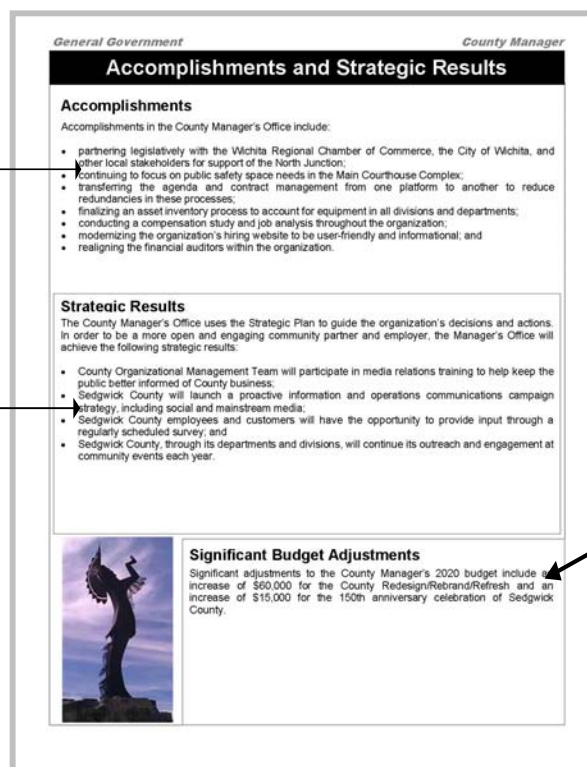 General Government County Manager
Accomplishments and Strategic Results
Accomplishments
Accomplishments in the County Manager's Office include:
• partnering legislatively with the Wichita Regional Chamber of Commerce, the City of Wichita, and
other local stakeholders for support of the North Junction;
• continuing to focus on public safety space needs in the Main Courthouse Complex;
• transferring the agenda and contract management from one platform to another to reduce
redundancies in these processes;
• finalizing an asset inventory process to account for equipment in all divisions and departments;
• conducting a compensation study and job analysis throughout the organization;
• modernizing the organization's hiring website to be user-friendly and informational; and
• realigning the financial auditors within the organization.
Strategic Results
The County Manager's Office uses the Strategic Plan to guide the organization's decisions and actions.
In order to be a more open and engaging community partner and employer, the Manager's Office will
achieve the following strategic results:
• County Organizational Management Team will participate in media relations training to help keep the
public better informed of County business;
• Sedgwick County will launch a proactive information and operations communications campaign
strategy, including social and mainstream media;
• Sedgwick County employees and customers will have the opportunity to provide input through a
regularly scheduled survey; and
• Sedgwick County, through its departments and divisions, will continue its outreach and engagement at
community events each year.
Significant Budget Adjustments
Significant adjustments to the County Manager's 2020 budget include
increase of $60,000 for the County Redesign/Rebrand/Refresh and an
increase of $15,000 for the 150th anniversary celebration of Sedgwick
County.